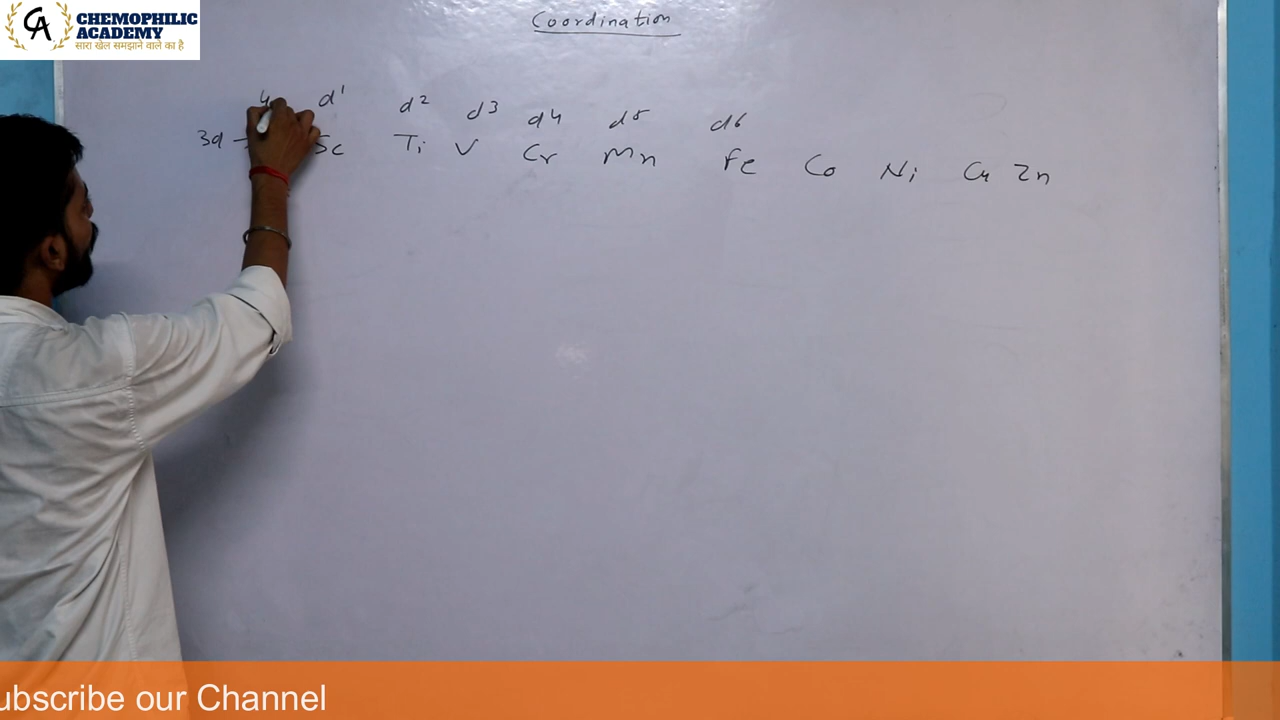 CA CHEMOPHILIC
ACADEMY
सारा खेल समझाने वाले का है
Coordination
4 d¹ d² d³ d4 d5 d6
3d Sc Ti V Cr Mn Fe Co Ni Cu Zn
ubscribe our Channel